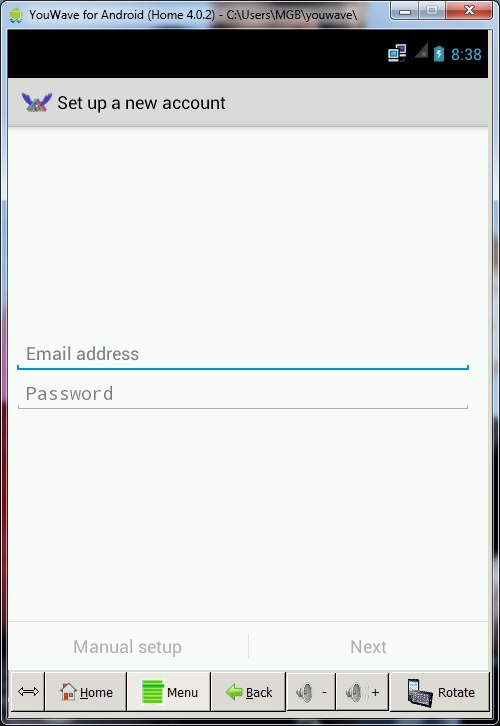 YouWave for Android (Home 4.0.2) - C:\Users\MGB\youwave\
8:38
Set up a new account
Email address
Password
Manual setup Next
Home Menu Back - + Rotate